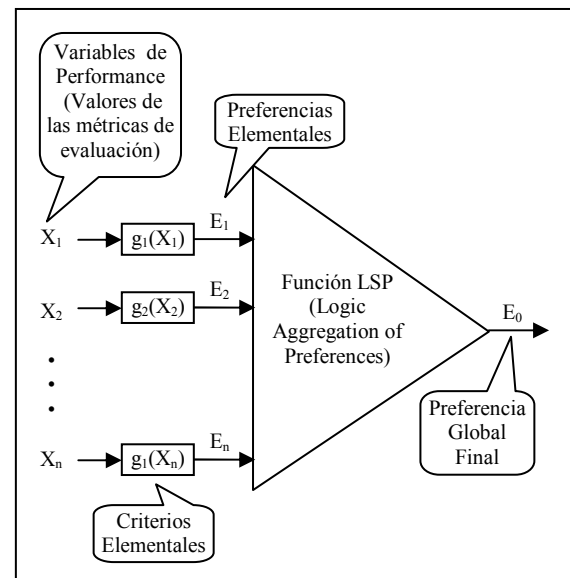 Variables de
Performance
(Valores de
las métricas de
evaluación)
Preferencias
Elementales
X₁
g₁(X₁)
E₁
X₂
g₂(X₂)
E₂
Función LSP
(Logic
Aggregation of
Preferences)
E₀
Xₙ
g₁(Xₙ)
Eₙ
Preferencia
Global
Final
Criterios
Elementales